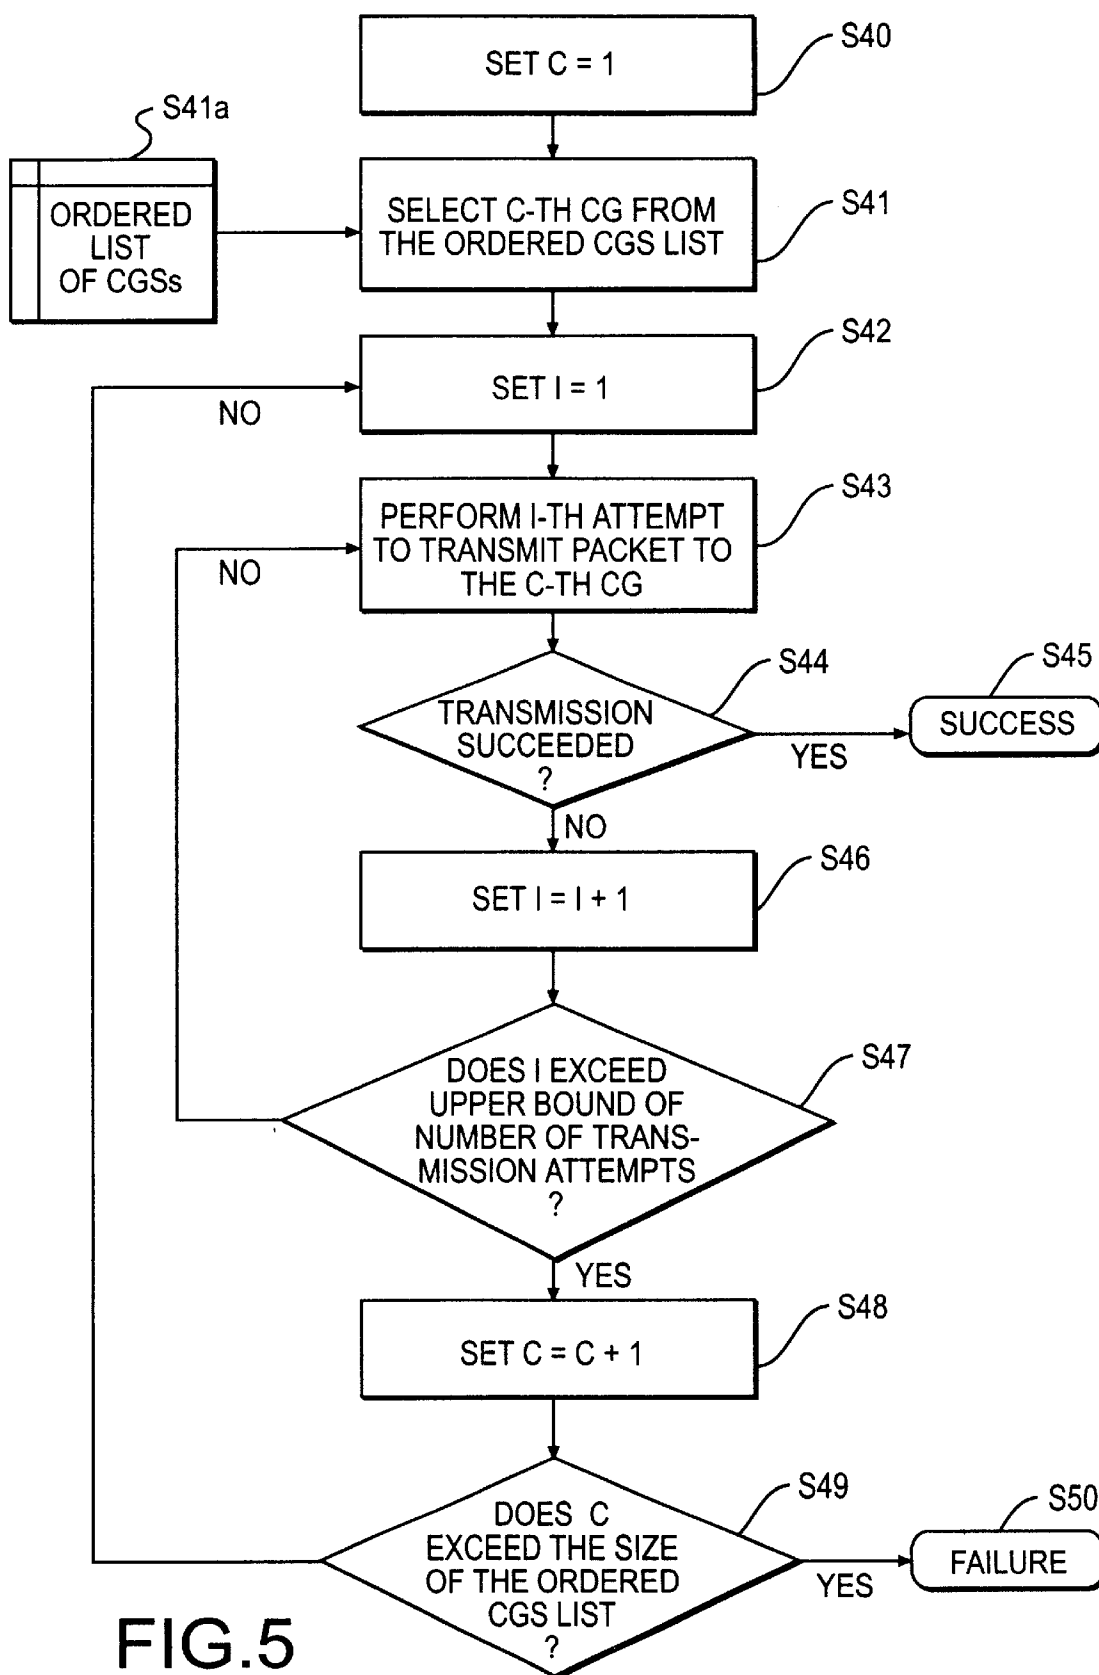 SET C = 1
S40
S41a
ORDERED
LIST
OF CGSs
SELECT C-TH CG FROM
THE ORDERED CGS LIST
S41
SET I = 1
S42
NO
PERFORM I-TH ATTEMPT
TO TRANSMIT PACKET TO
THE C-TH CG
S43
NO
TRANSMISSION
SUCCEEDED
?
S44
YES
SUCCESS
S45
NO
SET I = I + 1
S46
DOES I EXCEED
UPPER BOUND OF
NUMBER OF TRANS-
MISSION ATTEMPTS
?
S47
YES
SET C = C + 1
S48
DOES C
EXCEED THE SIZE
OF THE ORDERED
CGS LIST
?
S49
YES
FAILURE
S50
FIG.5